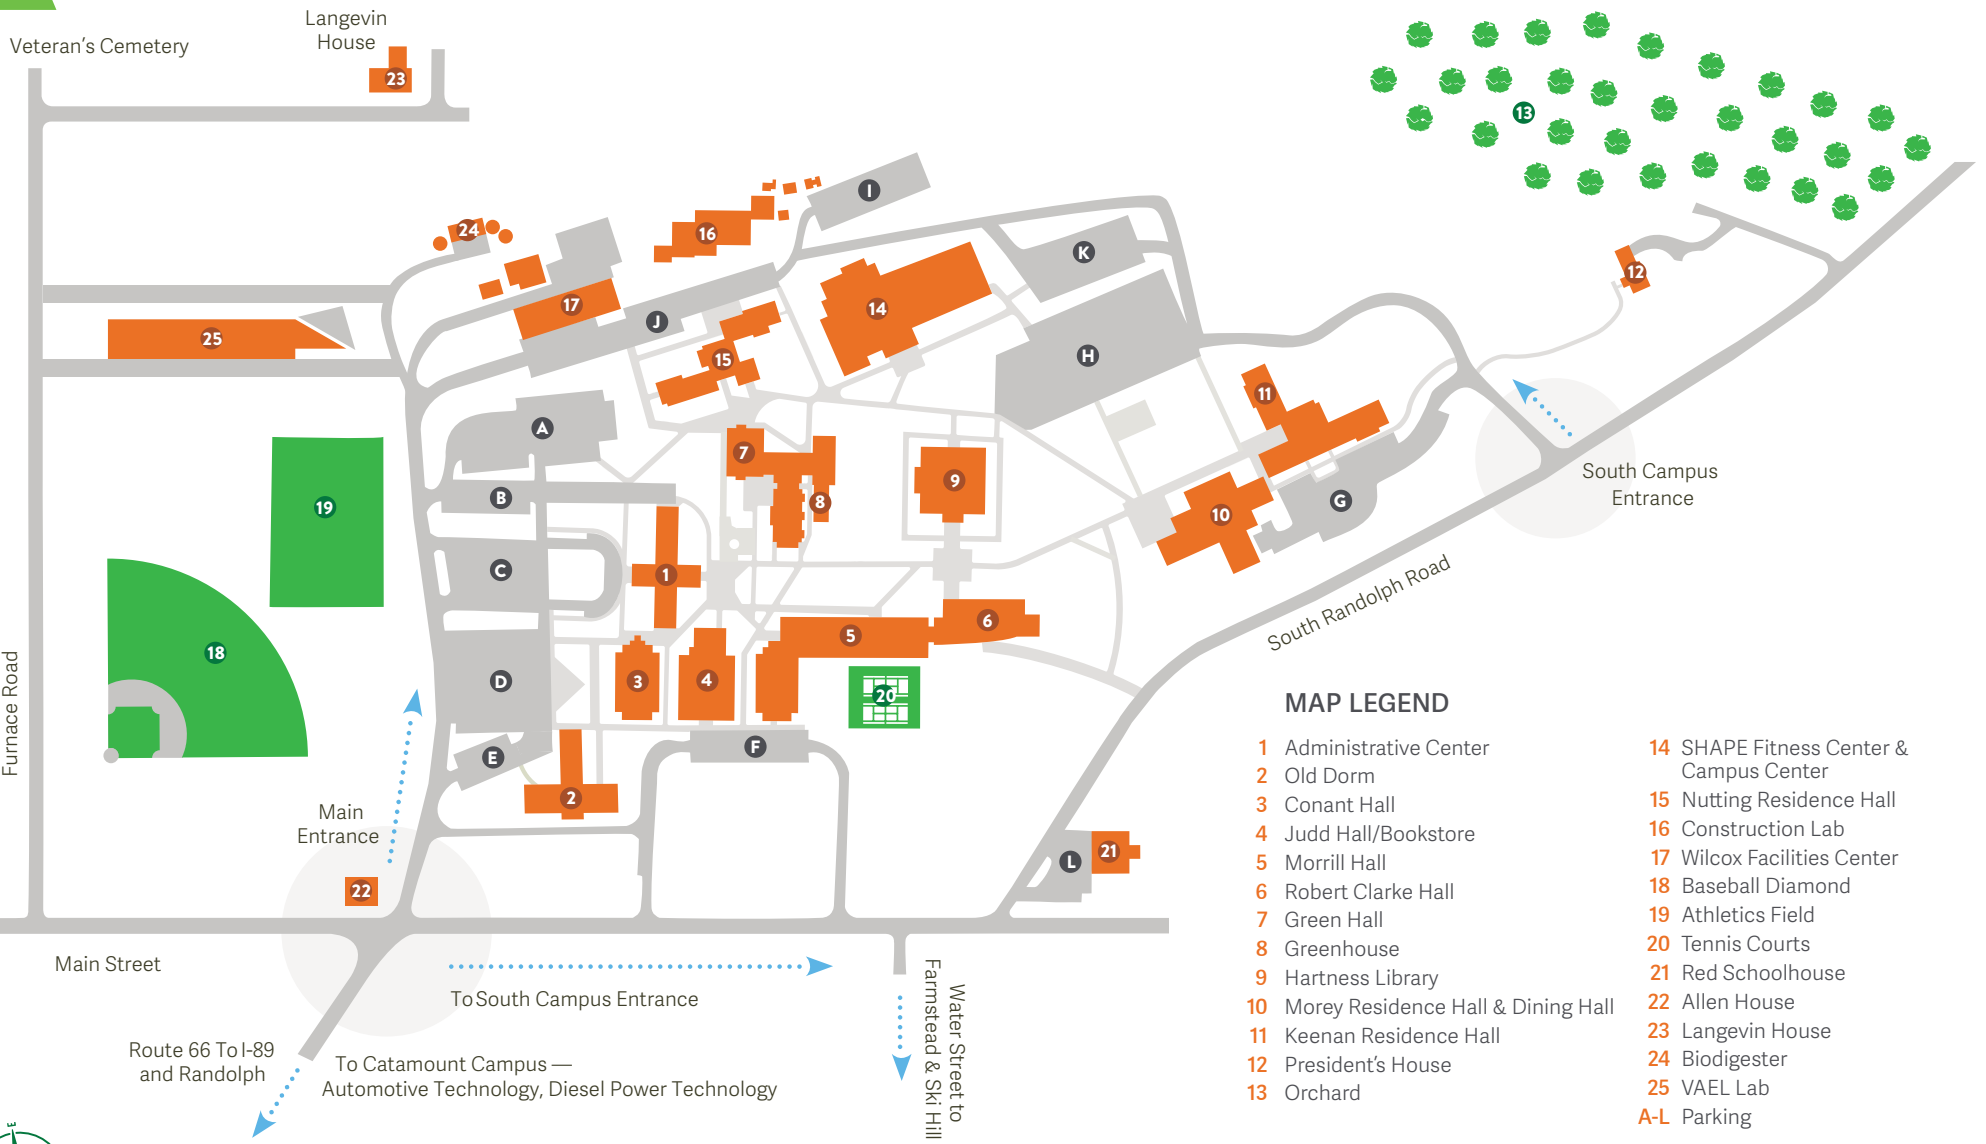 Langevin
House
Veteran's Cemetery
23
13
I
24
16
K
12
17
14
J
25
15
H
11
A
7
South Campus
Entrance
9
B
8
G
19
10
C
1
South Randolph Road
6
5
18
3
4
D
20
Furnace Road
F
E
2
Main
Entrance
L
21
22
Main Street
To South Campus Entrance
Water Street to
Farmstead & Ski Hill
Route 66 To I-89
and Randolph
To Catamount Campus —
Automotive Technology, Diesel Power Technology
E
MAP LEGEND
1 Administrative Center
2 Old Dorm
3 Conant Hall
4 Judd Hall/Bookstore
5 Morrill Hall
6 Robert Clarke Hall
7 Green Hall
8 Greenhouse
9 Hartness Library
10 Morey Residence Hall & Dining Hall
11 Keenan Residence Hall
12 President's House
13 Orchard
14 SHAPE Fitness Center &
Campus Center
15 Nutting Residence Hall
16 Construction Lab
17 Wilcox Facilities Center
18 Baseball Diamond
19 Athletics Field
20 Tennis Courts
21 Red Schoolhouse
22 Allen House
23 Langevin House
24 Biodigester
25 VAEL Lab
A-L Parking